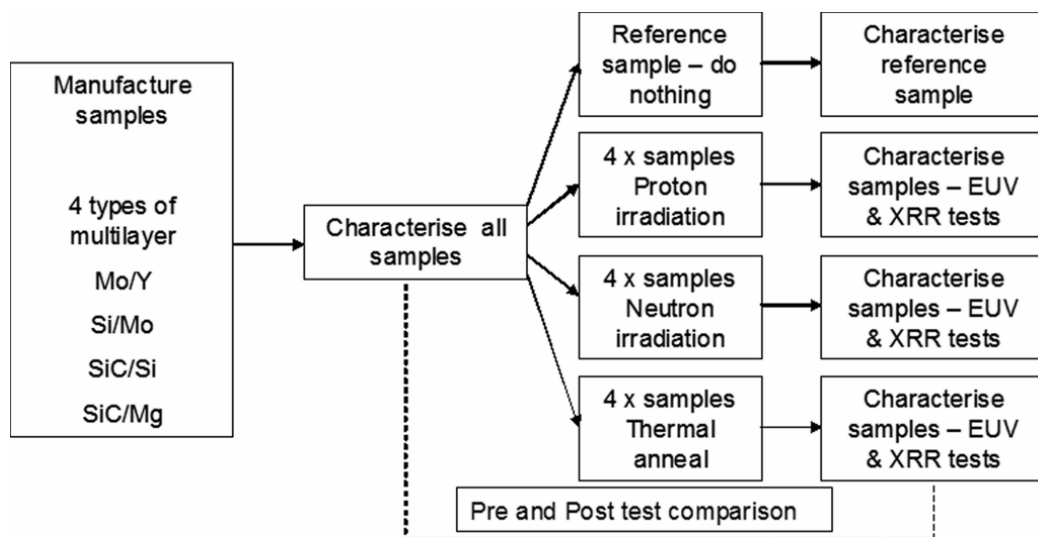 Manufacture
samples
4 types of
multilayer
Mo/Y
Si/Mo
SiC/Si
SiC/Mg
Characterise all
samples
Reference
sample – do
nothing
Characterise
reference
sample
4 x samples
Proton
irradiation
Characterise
samples – EUV
& XRR tests
4 x samples
Neutron
irradiation
Characterise
samples – EUV
& XRR tests
4 x samples
Thermal
anneal
Characterise
samples – EUV
& XRR tests
Pre and Post test comparison